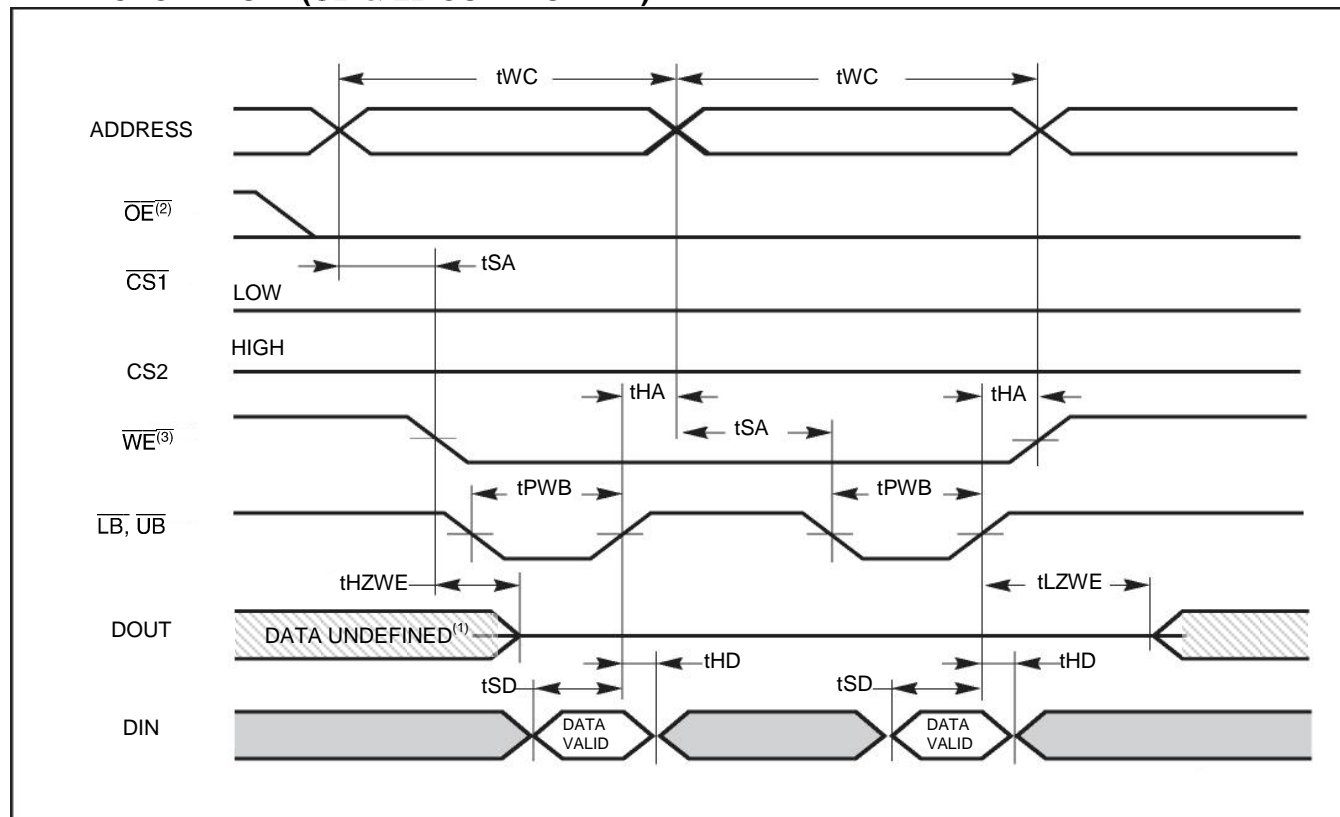 tWC tWC
ADDRESS
OE(2)
tSA
CS1
LOW
HIGH
CS2
tHA tHA
WE(3)
tSA
tPWB tPWB
LB, UB
tHZWE tLZWE
DOUT
DATA UNDEFINED(1)
tHD tHD
tSD tSD
DIN
DATA VALID DATA VALID